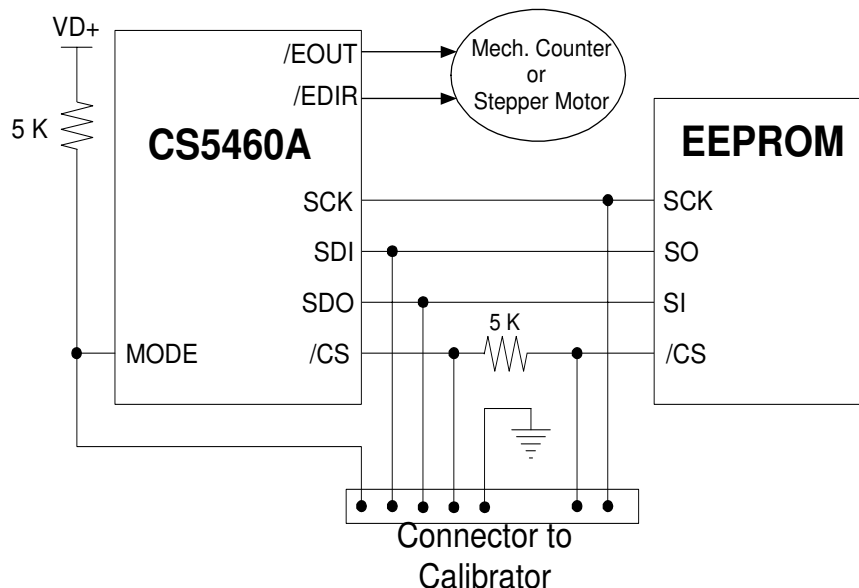 VD+
5 K
CS5460A
/EOUT
/EDIR
SCK
SDI
SDO
/CS
MODE
Mech. Counter
or
Stepper Motor
5 K
EEPROM
SCK
SO
SI
/CS
Connector to
Calibrator